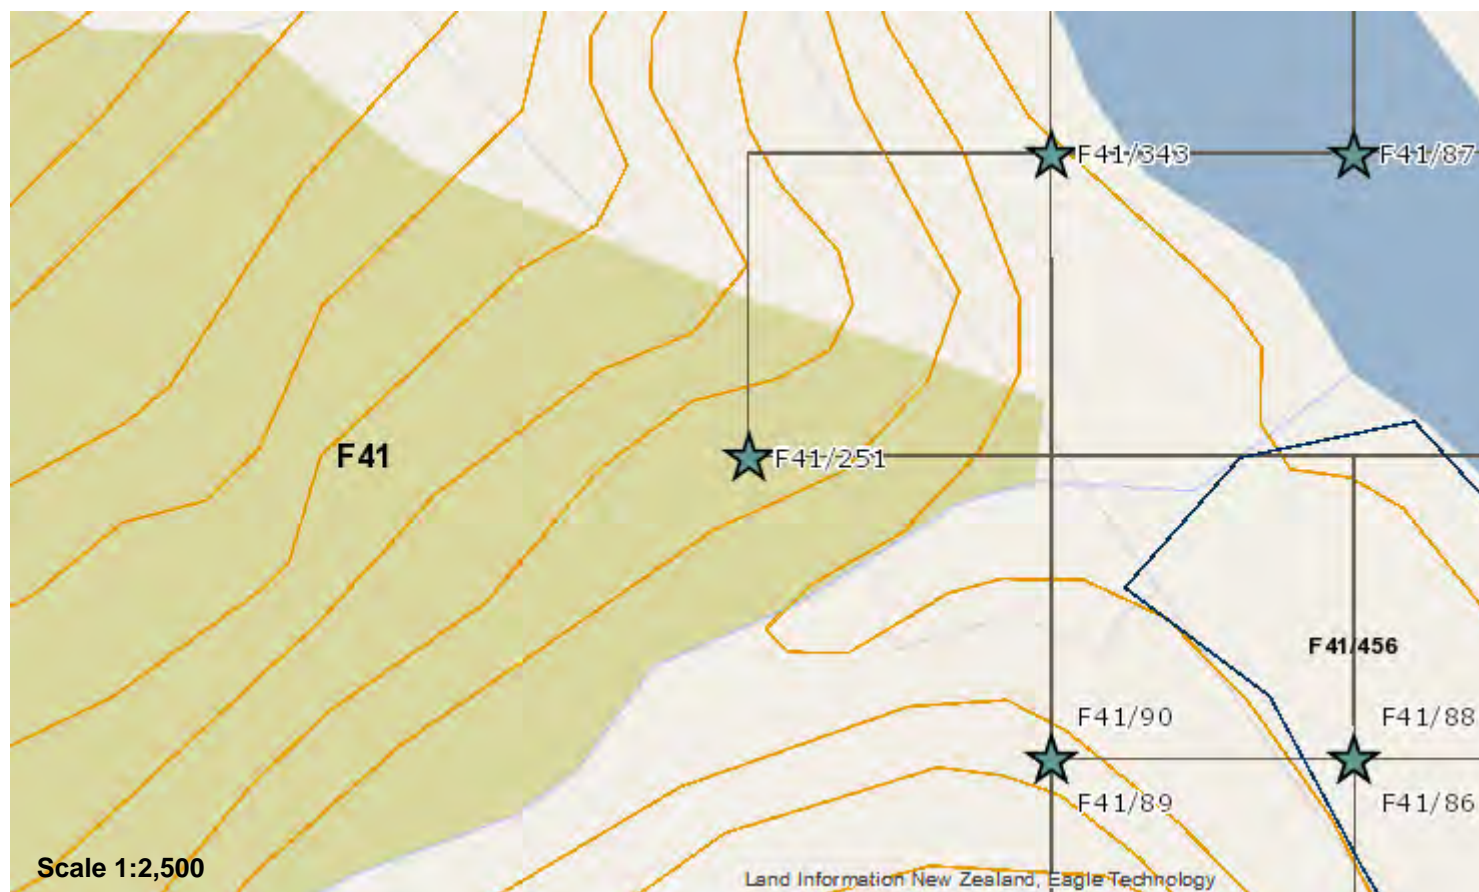 F41/343
F41/87
F41
F41/251
F41/456
F41/90
F41/88
F41/89
F41/86
Scale 1:2,500
Land Information New Zealand, Eagle Technology